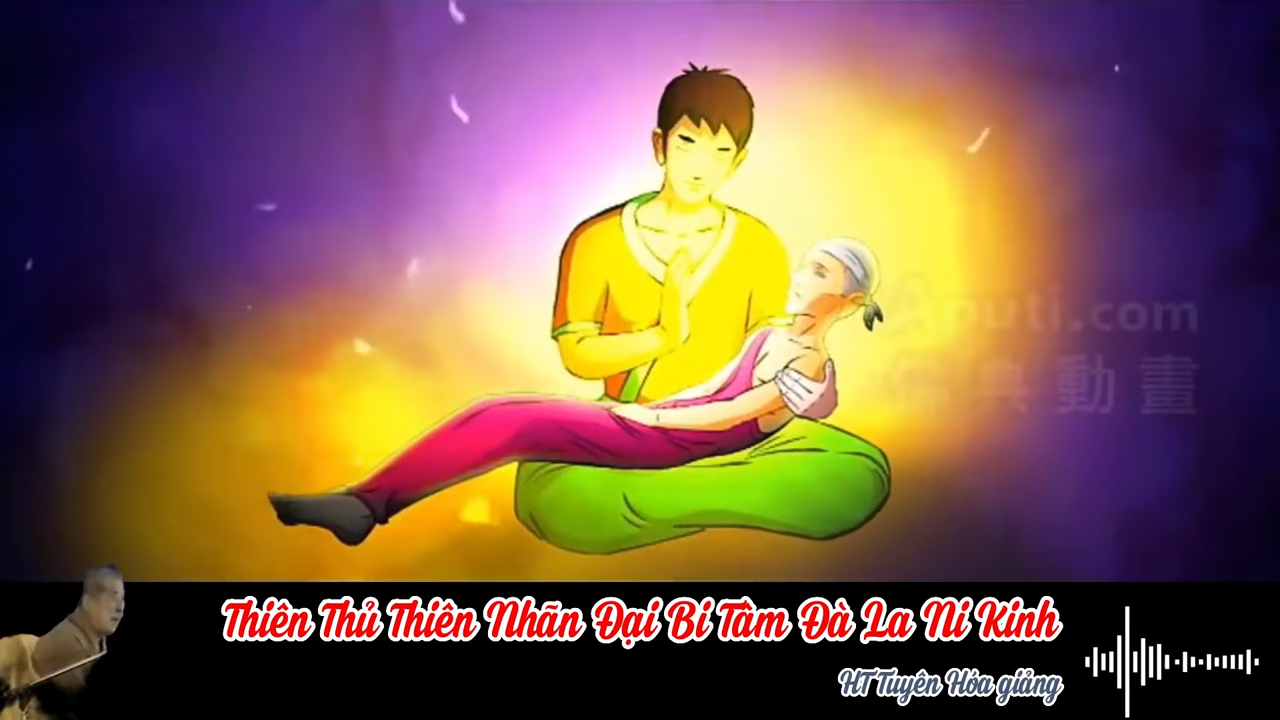 Aputi.com
佛典動畫
Thiên Thủ Thiên Nhãn Đại Bi Tâm Đà La Ni Kinh
HT Tuyên Hóa giảng